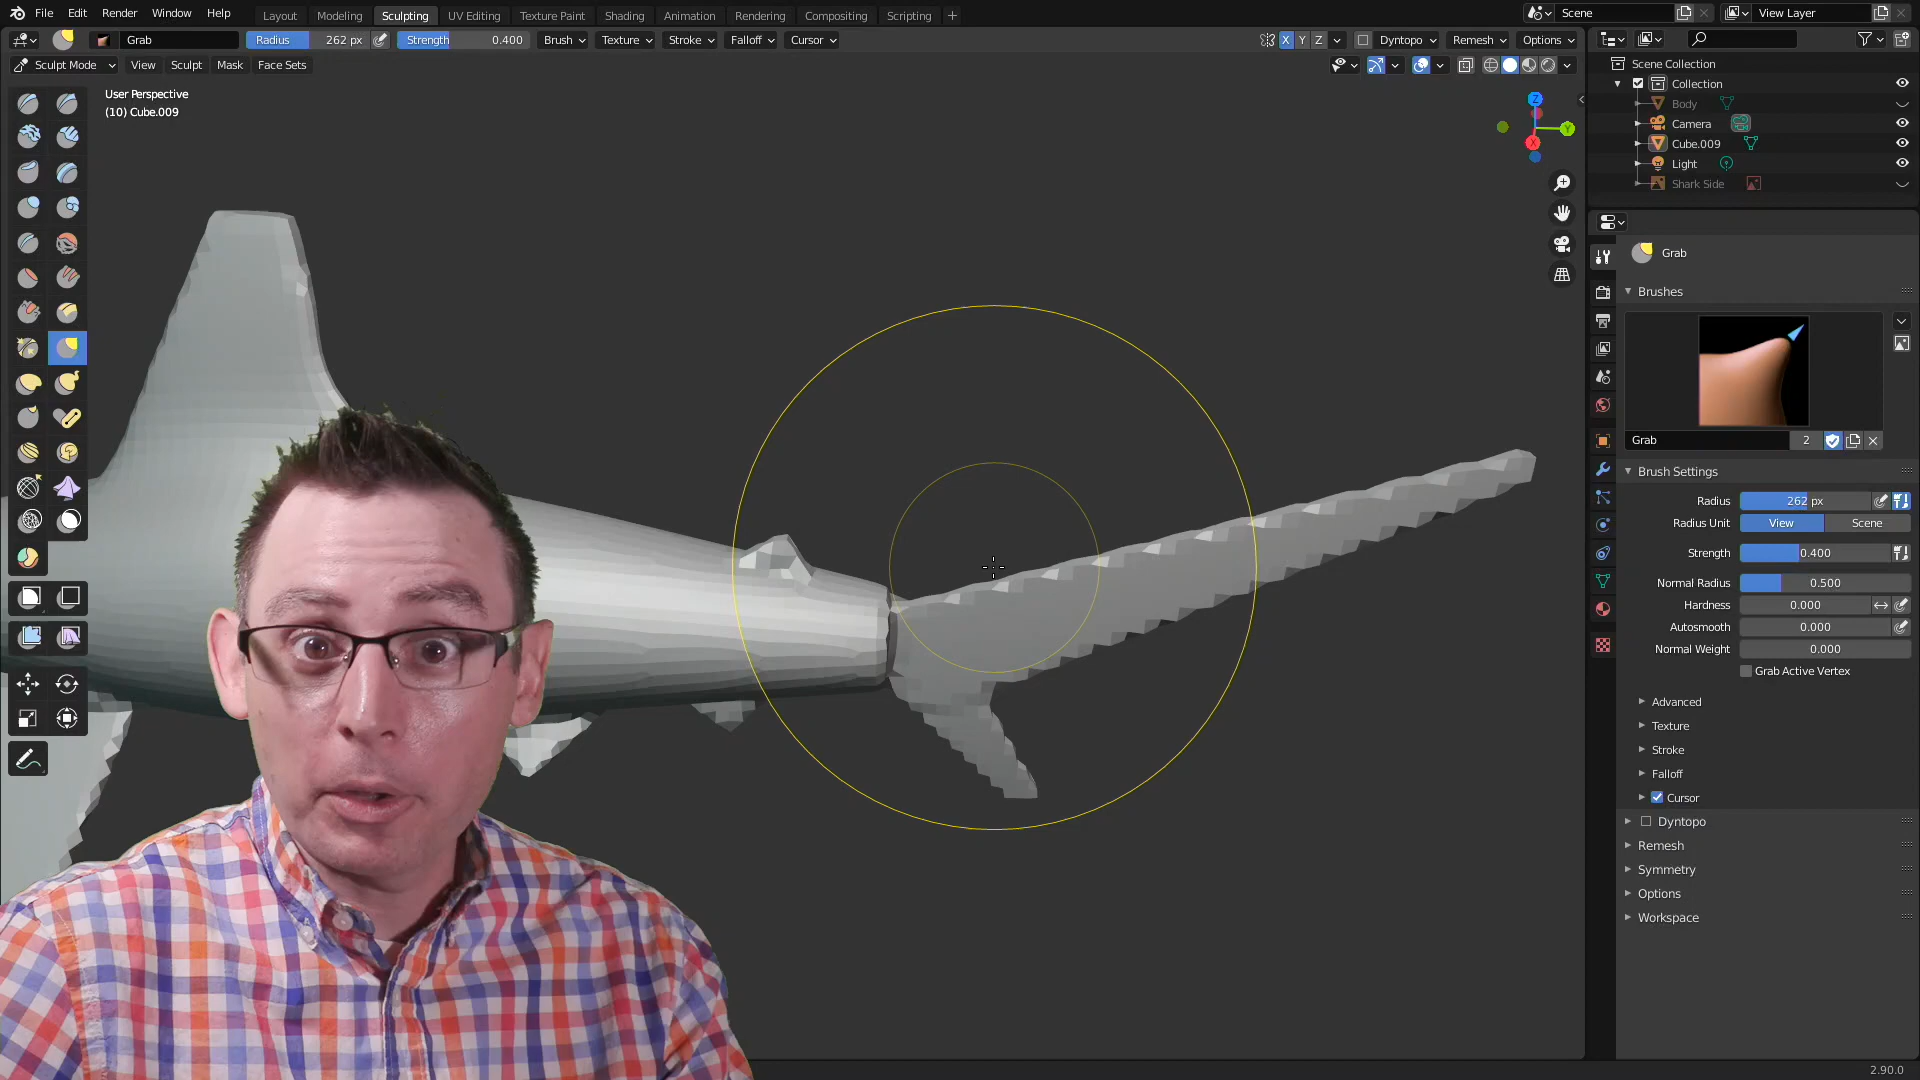 File Edit Render Window Help Layout Modeling Sculpting UV Editing Texture Paint Shading Animation Rendering Compositing Scripting + Scene View Layer
Grab Radius 262 px Strength 0.400 Brush Texture Stroke Falloff Cursor X Y Z Dyntopo Remesh Options
Sculpt Mode View Sculpt Mask Face Sets
User Perspective
(10) Cube.009
Z
Y
X
Scene Collection
Collection
Body
Camera
Cube.009
Light
Shark Side
Grab
Brushes
Grab 2
Brush Settings
Radius 262 px
Radius Unit View Scene
Strength 0.400
Normal Radius 0.500
Hardness 0.000
Autosmooth 0.000
Normal Weight 0.000
Grab Active Vertex
Advanced
Texture
Stroke
Falloff
Cursor
Dyntopo
Remesh
Symmetry
Options
Workspace
2.90.0